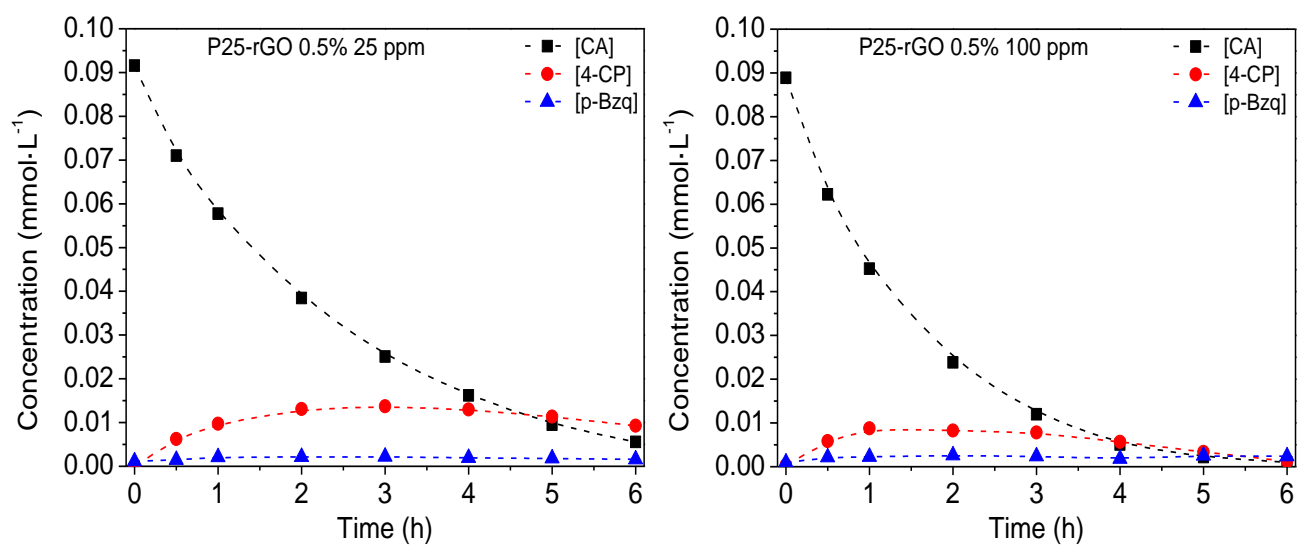 P25-rGO 0.5% 25 ppm
[CA]
[4-CP]
[p-Bzq]
Concentration (mmol·L⁻¹)
0.10
0.09
0.08
0.07
0.06
0.05
0.04
0.03
0.02
0.01
0.00
0 1 2 3 4 5 6
Time (h)
P25-rGO 0.5% 100 ppm
[CA]
[4-CP]
[p-Bzq]
Concentration (mmol·L⁻¹)
0.10
0.09
0.08
0.07
0.06
0.05
0.04
0.03
0.02
0.01
0.00
0 1 2 3 4 5 6
Time (h)